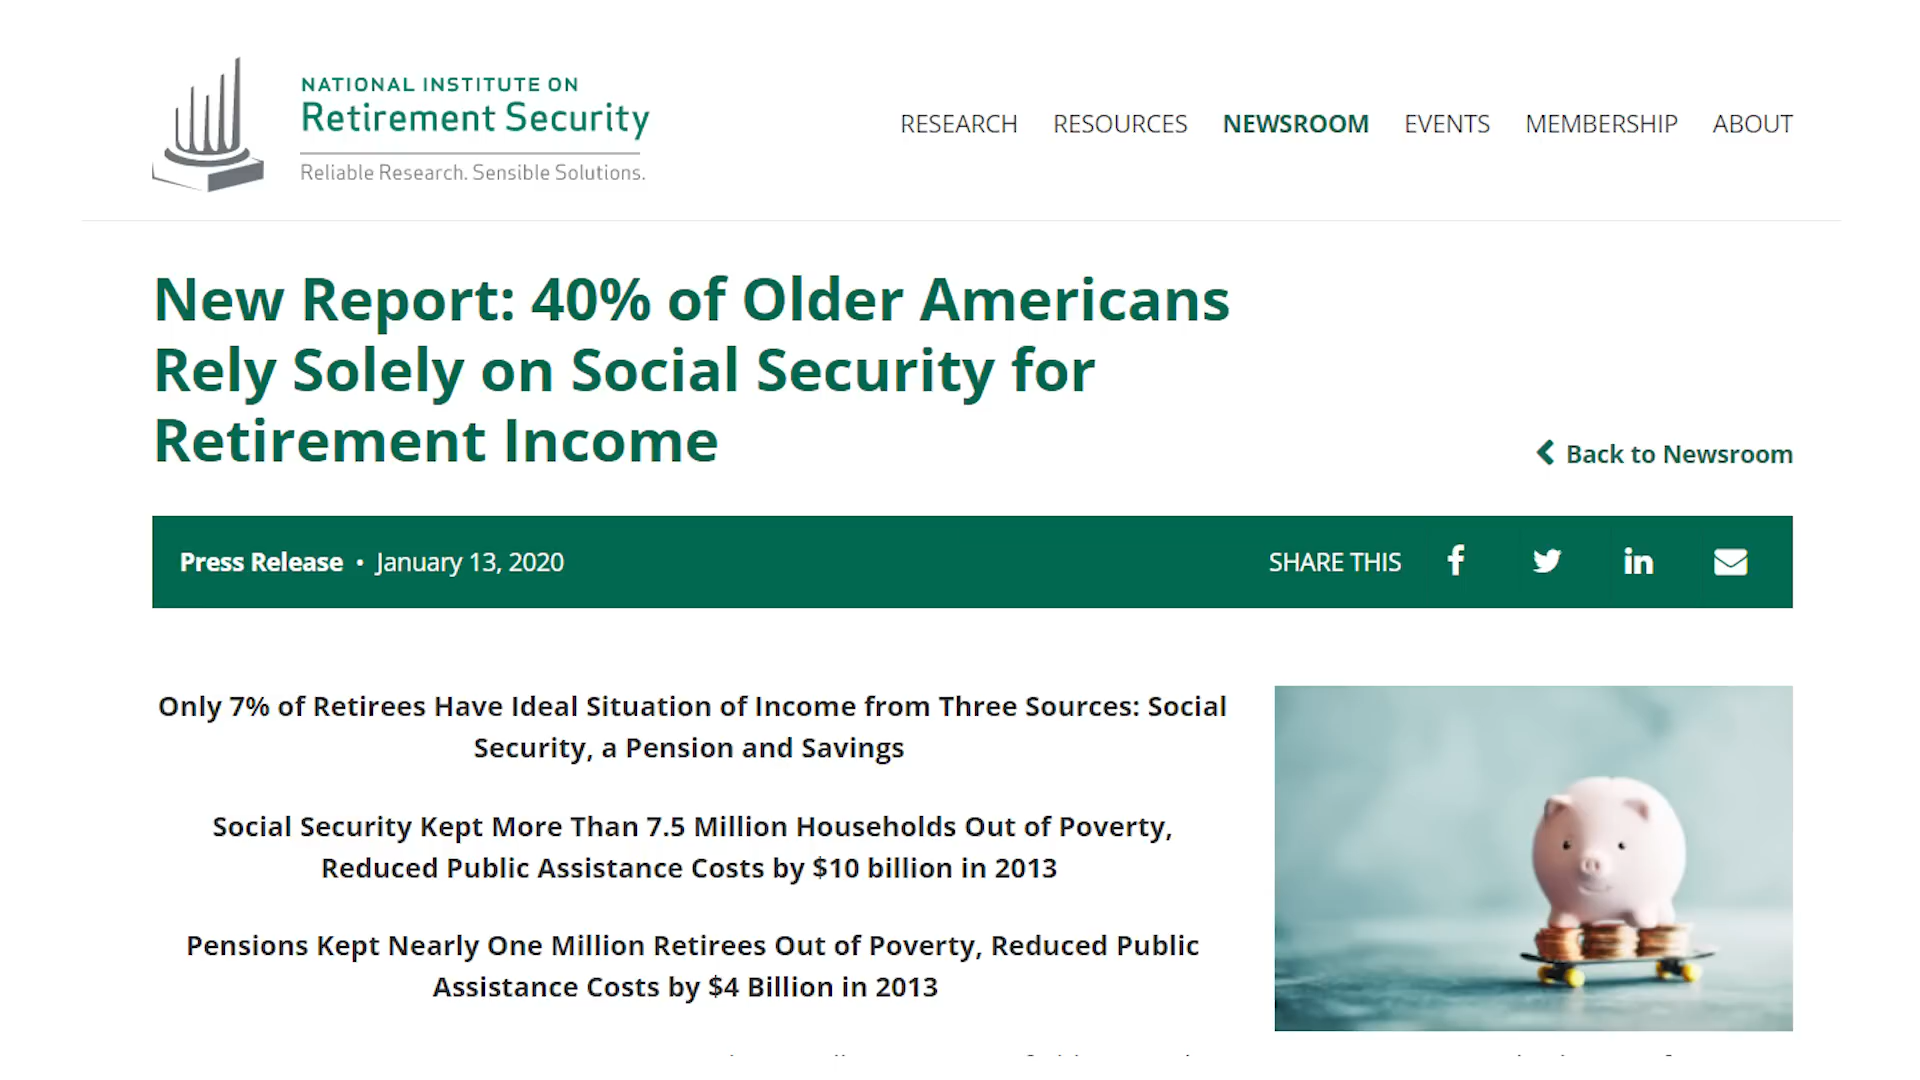 NATIONAL INSTITUTE ON
Retirement Security
Reliable Research. Sensible Solutions.
RESEARCH RESOURCES NEWSROOM EVENTS MEMBERSHIP ABOUT
New Report: 40% of Older Americans
Rely Solely on Social Security for
Retirement Income
Back to Newsroom
Press Release • January 13, 2020
SHARE THIS
Only 7% of Retirees Have Ideal Situation of Income from Three Sources: Social
Security, a Pension and Savings
Social Security Kept More Than 7.5 Million Households Out of Poverty,
Reduced Public Assistance Costs by $10 billion in 2013
Pensions Kept Nearly One Million Retirees Out of Poverty, Reduced Public
Assistance Costs by $4 Billion in 2013